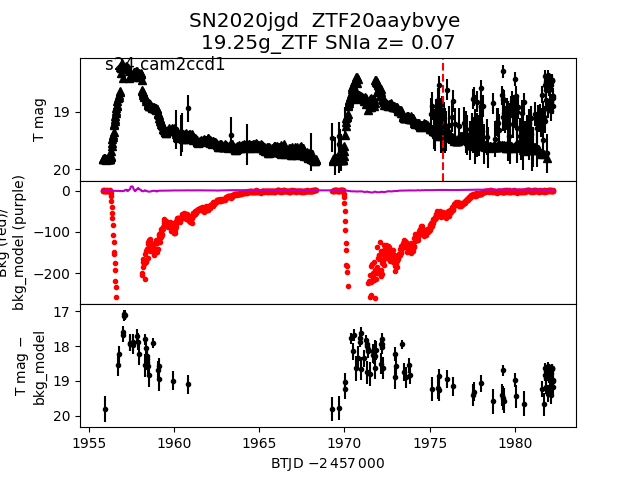 SN2020jgd  ZTF20aaybvye
19.25g_ZTF SNIa z= 0.07
s24 cam2ccd1
T mag
19
20
Bkg (red)/
bkg_model (purple)
0
−100
−200
T mag −
bkg_model
17
18
19
20
1955 1960 1965 1970 1975 1980
BTJD −2 457 000